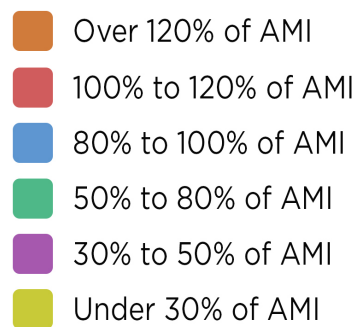 Over 120% of AMI
100% to 120% of AMI
80% to 100% of AMI
50% to 80% of AMI
30% to 50% of AMI
Under 30% of AMI